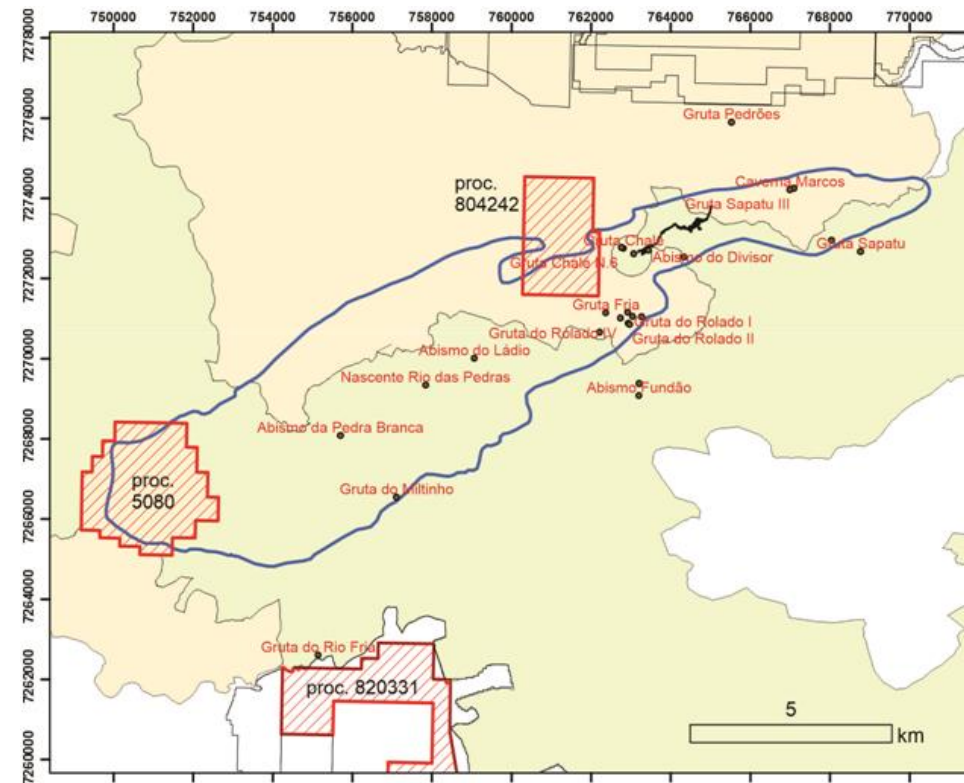 750000 752000 754000 756000 758000 760000 762000 764000 766000 768000 770000
7278000
7276000
7274000
7272000
7270000
7268000
7266000
7264000
7262000
7260000
Gruta Pedrões
proc.
804242
Caverna Marcos
Gruta Sapatu III
Gruta Chalé
Gruta Sapatu
Gruta Chalé N.6
Abismo do Divisor
Gruta Fria
Gruta do Rolado I
Gruta do Rolado IV
Gruta do Rolado II
Abismo do Ládio
Nascente Rio das Pedras
Abismo Fundão
Abismo da Pedra Branca
proc.
5080
Gruta do Miltinho
Gruta do Rio Fria
proc. 820331
5
km